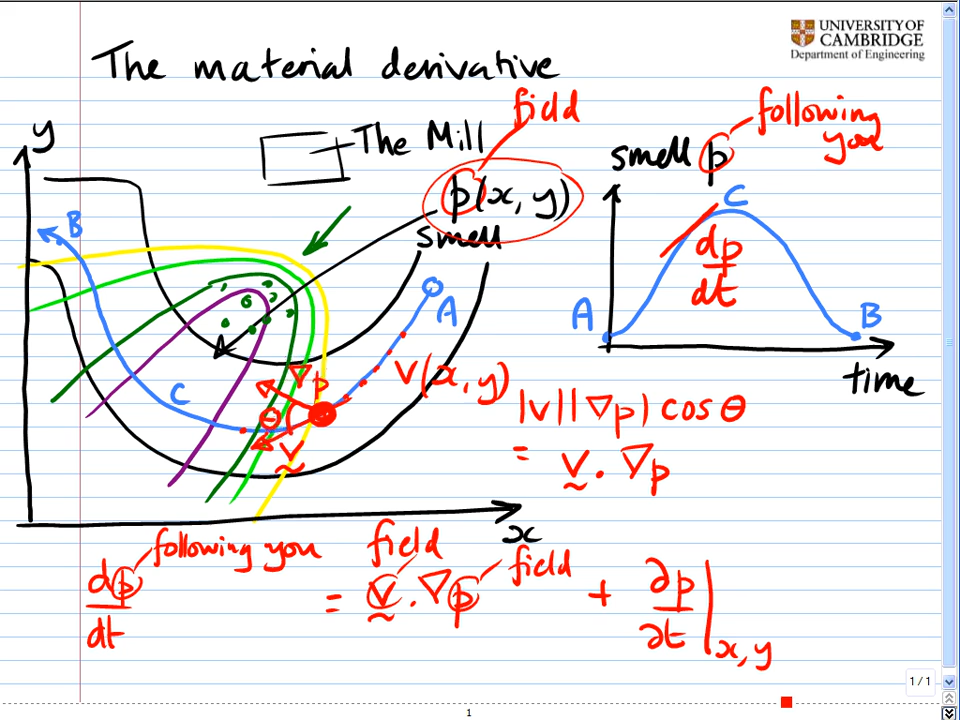 UNIVERSITY OF
CAMBRIDGE
Department of Engineering
The material derivative
field
following
you
y
The Mill
smell p
p(x, y)
smell
B
C
A
dp
dt
A
B
time
∇p
v(x, y)
C
θ
v
|v||∇p| cos θ
= v . ∇p
x
following you
field
field
dp/dt = v . ∇p + ∂p/∂t |x, y
1 / 1
1